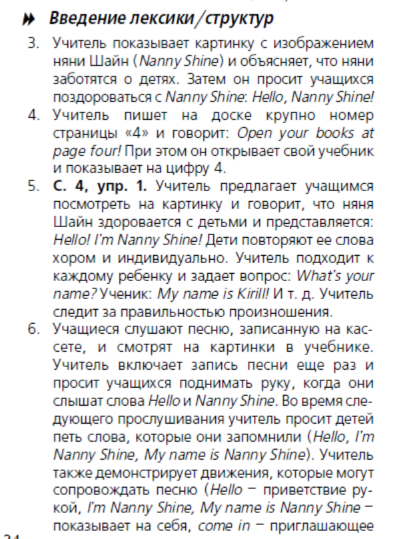 Введение лексики/структур
3. Учитель показывает картинку с изображением
няни Шайн (Nanny Shine) и объясняет, что няни
заботятся о детях. Затем он просит учащихся
поздороваться с Nanny Shine: Hello, Nanny Shine!
4. Учитель пишет на доске крупно номер
страницы «4» и говорит: Open your books at
page four! При этом он открывает свой учебник
и показывает на цифру 4.
5. С. 4, упр. 1. Учитель предлагает учащимся
посмотреть на картинку и говорит, что няня
Шайн здоровается с детьми и представляется:
Hello! I'm Nanny Shine! Дети повторяют ее слова
хором и индивидуально. Учитель подходит к
каждому ребенку и задает вопрос: What's your
name? Ученик: My name is Kirill! И т. д. Учитель
следит за правильностью произношения.
6. Учащиеся слушают песню, записанную на кас-
сете, и смотрят на картинки в учебнике.
Учитель включает запись песни еще раз и
просит учащихся поднимать руку, когда они
слышат слова Hello и Nanny Shine. Во время сле-
дующего прослушивания учитель просит детей
петь слова, которые они запомнили (Hello, I'm
Nanny Shine, My name is Nanny Shine). Учитель
также демонстрирует движения, которые могут
сопровождать песню (Hello – приветствие ру-
кой, I'm Nanny Shine, My name is Nanny Shine –
показывает на себя, come in – приглашающее